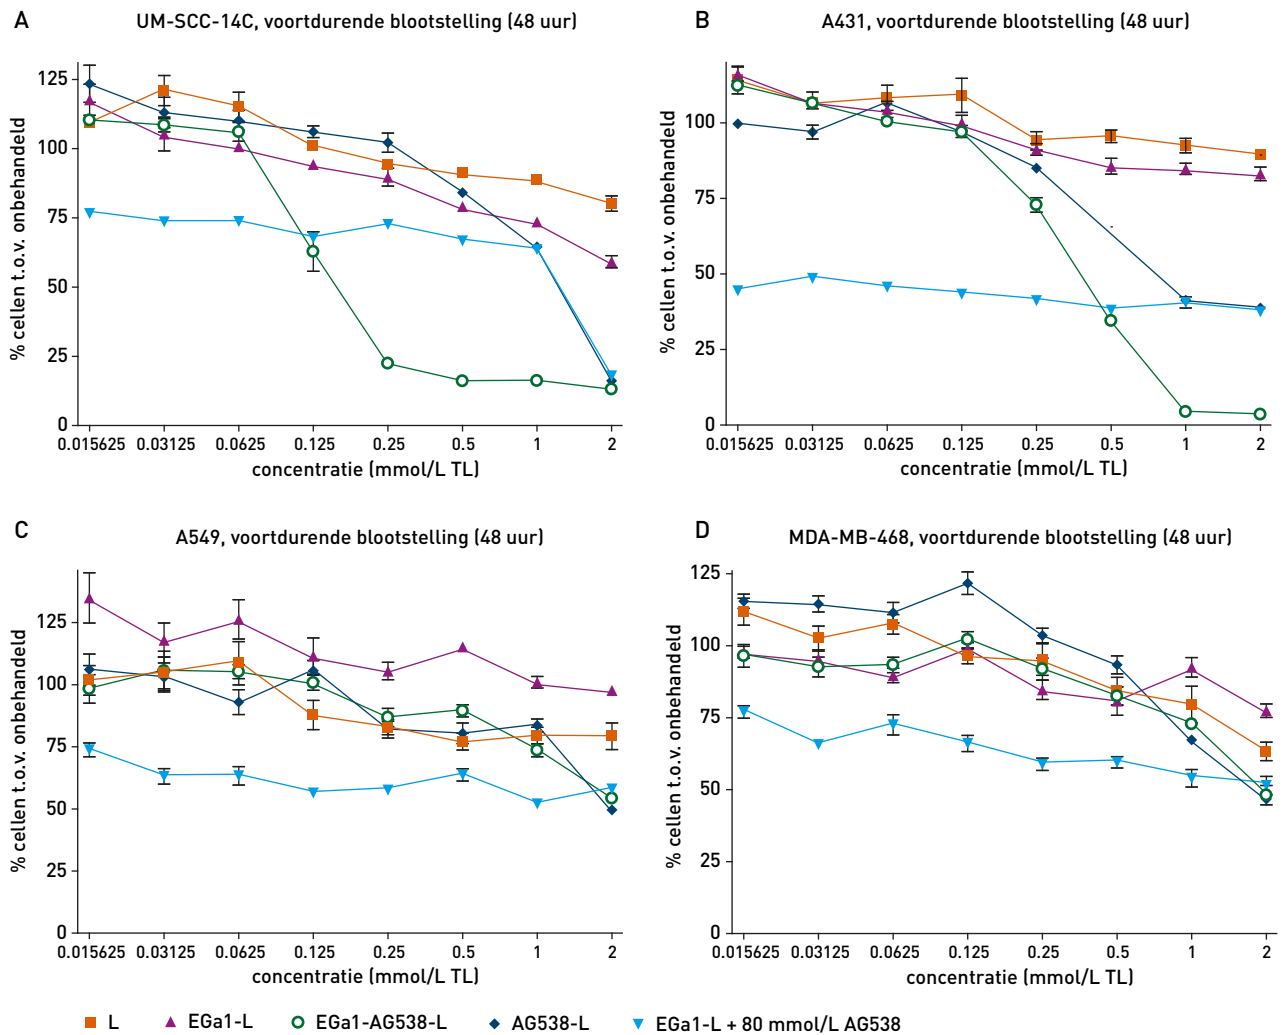 A
UM-SCC-14C, voortdurende blootstelling (48 uur)
% cellen t.o.v. onbehandeld
125
100
75
50
25
0
0.015625 0.03125 0.0625 0.125 0.25 0.5 1 2
concentratie (mmol/L TL)
B
A431, voortdurende blootstelling (48 uur)
% cellen t.o.v. onbehandeld
100
75
50
25
0
0.015625 0.03125 0.0625 0.125 0.25 0.5 1 2
concentratie (mmol/L TL)
C
A549, voortdurende blootstelling (48 uur)
% cellen t.o.v. onbehandeld
125
100
75
50
25
0
0.015625 0.03125 0.0625 0.125 0.25 0.5 1 2
concentratie (mmol/L TL)
D
MDA-MB-468, voortdurende blootstelling (48 uur)
% cellen t.o.v. onbehandeld
125
100
75
50
25
0
0.015625 0.03125 0.0625 0.125 0.25 0.5 1 2
concentratie (mmol/L TL)
L EGa1-L EGa1-AG538-L AG538-L EGa1-L + 80 mmol/L AG538